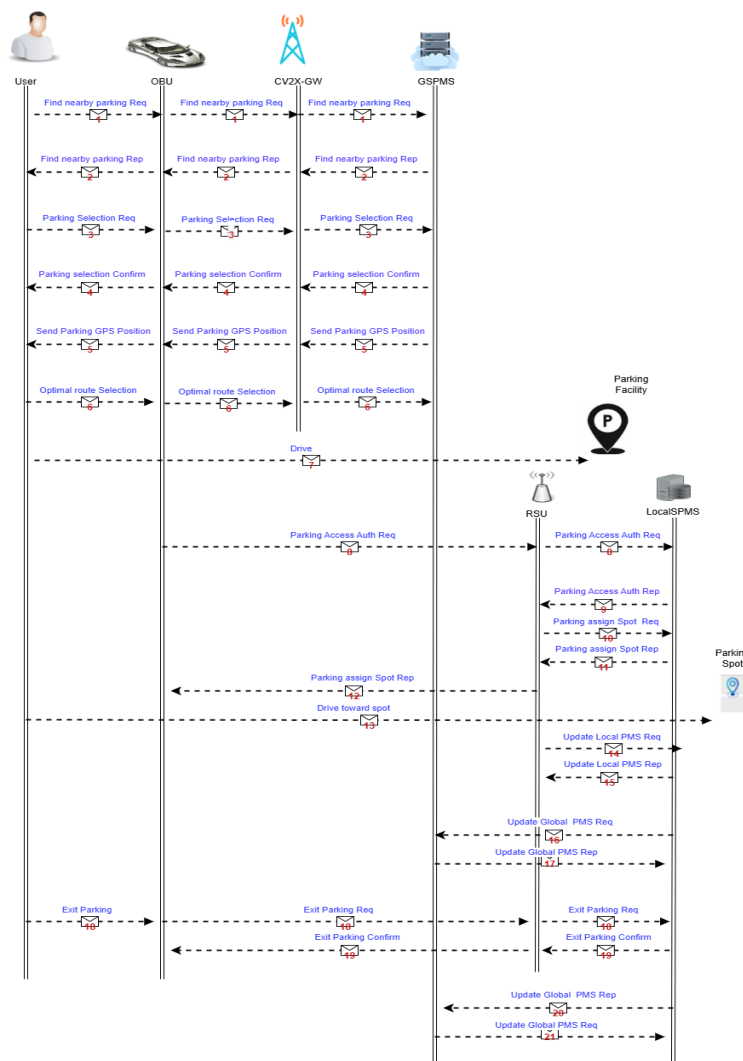 User
OBU
CV2X-GW
GSPMS
Find nearby parking Req
Find nearby parking Req
Find nearby parking Req
1
1
1
Find nearby parking Rep
Find nearby parking Rep
Find nearby parking Rep
2
2
2
Parking Selection Req
Parking Selection Req
Parking Selection Req
3
3
3
Parking selection Confirm
Parking selection Confirm
Parking selection Confirm
4
4
4
Send Parking GPS Position
Send Parking GPS Position
Send Parking GPS Position
5
5
5
Optimal route Selection
Optimal route Selection
Optimal route Selection
6
6
6
Parking
Facility
P
Drive
7
RSU
LocalSPMS
Parking Access Auth Req
Parking Access Auth Req
8
8
Parking Access Auth Rep
9
Parking assign Spot Req
10
Parking assign Spot Rep
11
Parkin
Spot
Parking assign Spot Rep
12
Drive toward spot
13
Update Local PMS Req
14
Update Local PMS Rep
15
Update Global PMS Req
16
Update Global PMS Rep
17
Exit Parking
Exit Parking Req
Exit Parking Req
18
18
18
Exit Parking Confirm
Exit Parking Confirm
19
19
Update Global PMS Rep
20
Update Global PMS Req
21